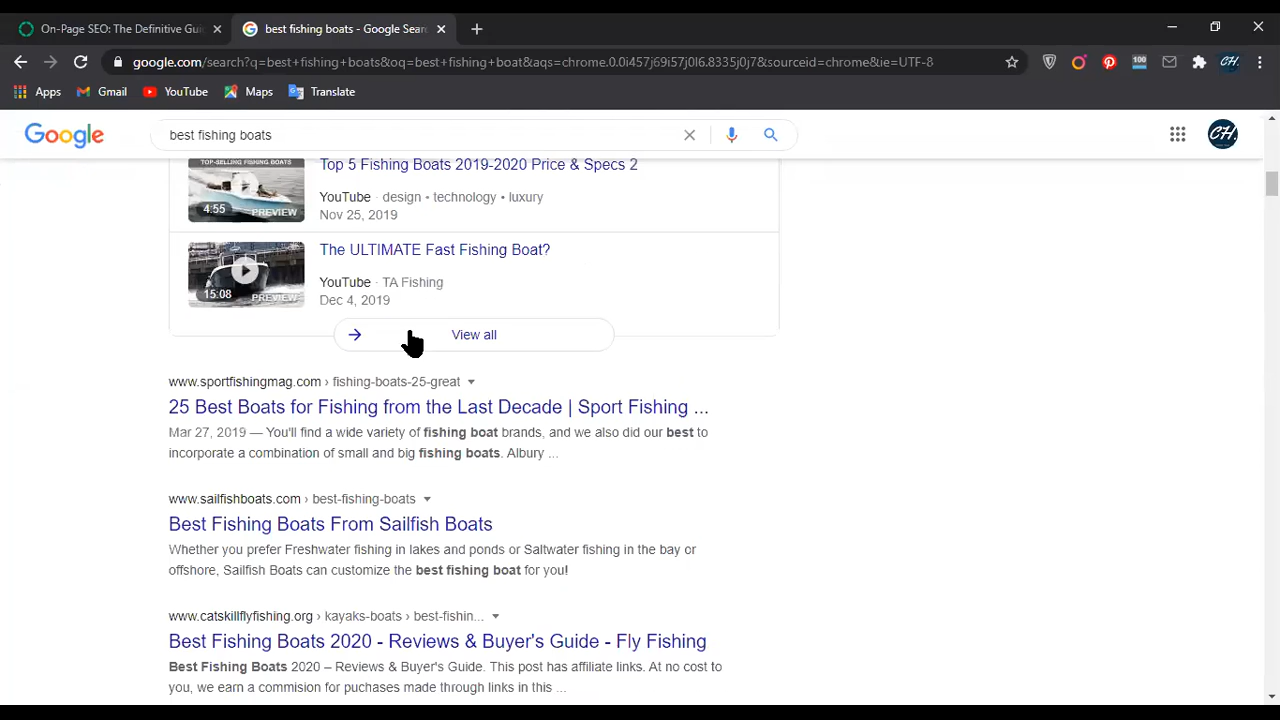 On-Page SEO: The Definitive Gui
best fishing boats - Google Sear
google.com/search?q=best+fishing+boats&oq=best+fishing+boat&aqs=chrome.0.0i457j69i57j0l6.8335j0j7&sourceid=chrome&ie=UTF-8
100
CH.
Apps
Gmail
YouTube
Maps
Translate
Google
best fishing boats
CH.
TOP-SELLING FISHING BOATS
4:55
PREVIEW
Top 5 Fishing Boats 2019-2020 Price & Specs 2
YouTube · design • technology • luxury
Nov 25, 2019
15:08
PREVIEW
The ULTIMATE Fast Fishing Boat?
YouTube · TA Fishing
Dec 4, 2019
View all
www.sportfishingmag.com › fishing-boats-25-great
25 Best Boats for Fishing from the Last Decade | Sport Fishing ...
Mar 27, 2019 — You'll find a wide variety of fishing boat brands, and we also did our best to
incorporate a combination of small and big fishing boats. Albury ...
www.sailfishboats.com › best-fishing-boats
Best Fishing Boats From Sailfish Boats
Whether you prefer Freshwater fishing in lakes and ponds or Saltwater fishing in the bay or
offshore, Sailfish Boats can customize the best fishing boat for you!
www.catskillflyfishing.org › kayaks-boats › best-fishin...
Best Fishing Boats 2020 - Reviews & Buyer's Guide - Fly Fishing
Best Fishing Boats 2020 – Reviews & Buyer's Guide. This post has affiliate links. At no cost to
you, we earn a commision for puchases made through links in this ...